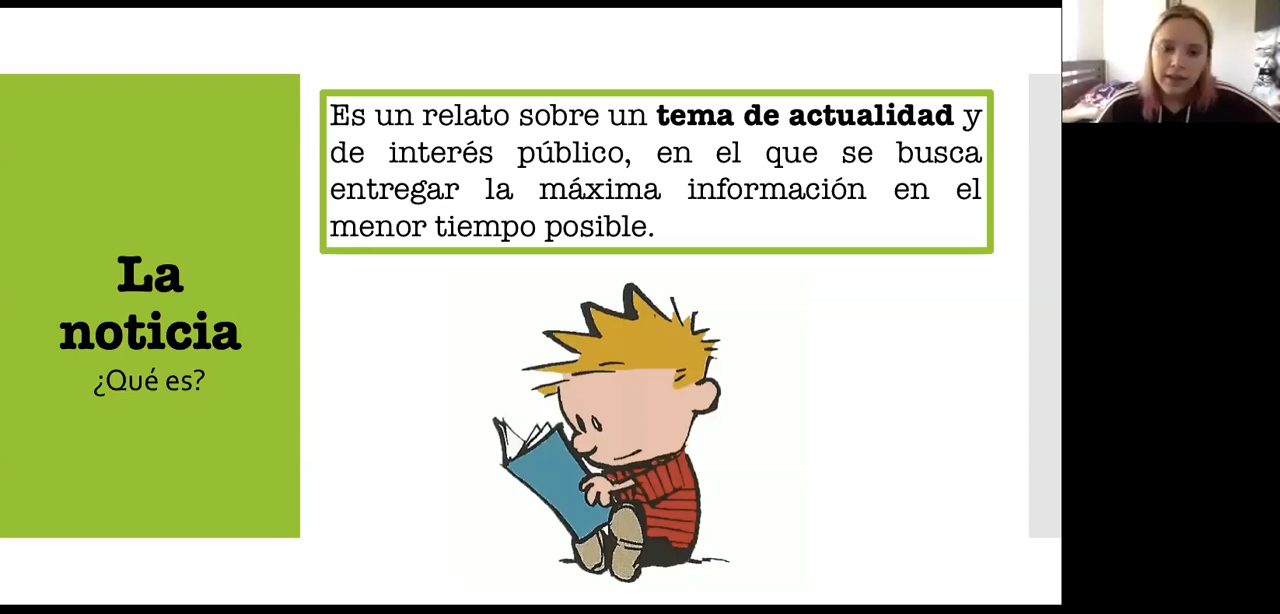 La
noticia
¿Qué es?
Es un relato sobre un tema de actualidad y
de interés público, en el que se busca
entregar la máxima información en el
menor tiempo posible.